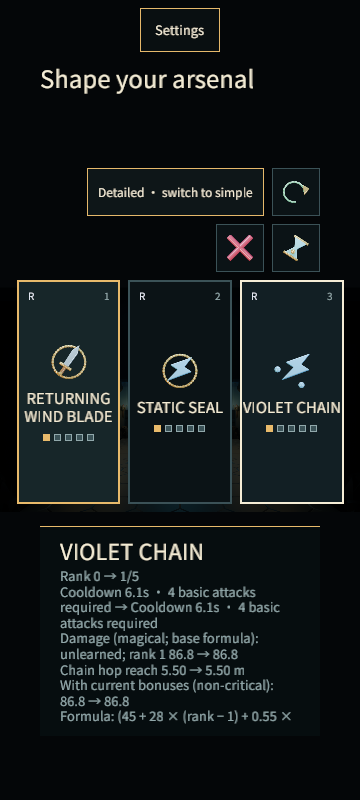 Settings
Shape your arsenal
Detailed • switch to simple
R 1
RETURNING
WIND BLADE
R 2
STATIC SEAL
R 3
VIOLET CHAIN
VIOLET CHAIN
Rank 0 → 1/5
Cooldown 6.1s • 4 basic attacks
required → Cooldown 6.1s • 4 basic
attacks required
Damage (magical; base formula):
unlearned; rank 1 86.8 → 86.8
Chain hop reach 5.50 → 5.50 m
With current bonuses (non-critical):
86.8 → 86.8
Formula: (45 + 28 × (rank − 1) + 0.55 ×